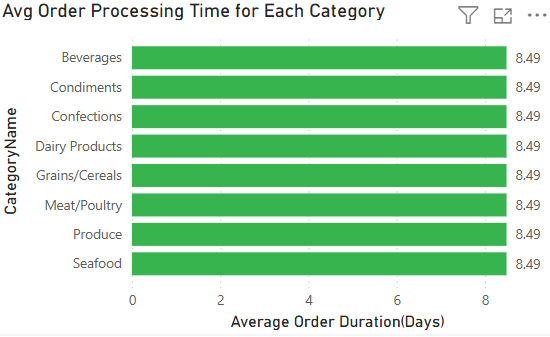 Avg Order Processing Time for Each Category
CategoryName
Beverages 8.49
Condiments 8.49
Confections 8.49
Dairy Products 8.49
Grains/Cereals 8.49
Meat/Poultry 8.49
Produce 8.49
Seafood 8.49
0 2 4 6 8
Average Order Duration(Days)